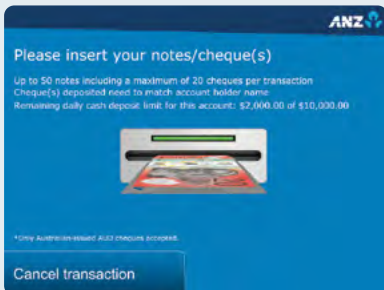 ANZ
Please insert your notes/cheque(s)
Up to 50 notes including a maximum of 20 cheques per transaction
Cheque(s) deposited need to match account holder name
Remaining daily cash deposit limit for this account: $2,000.00 of $10,000.00
*Only Australian-issued AUD cheques accepted.
Cancel transaction